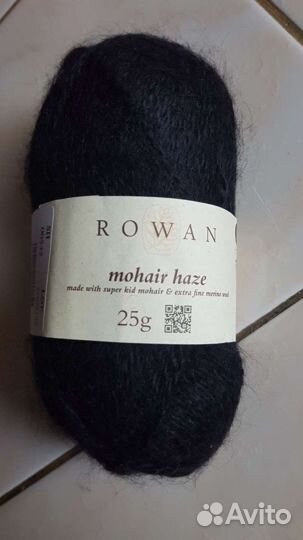 ROWAN
mohair haze
made with super kid mohair & extra fine merino wool
25g
Avito